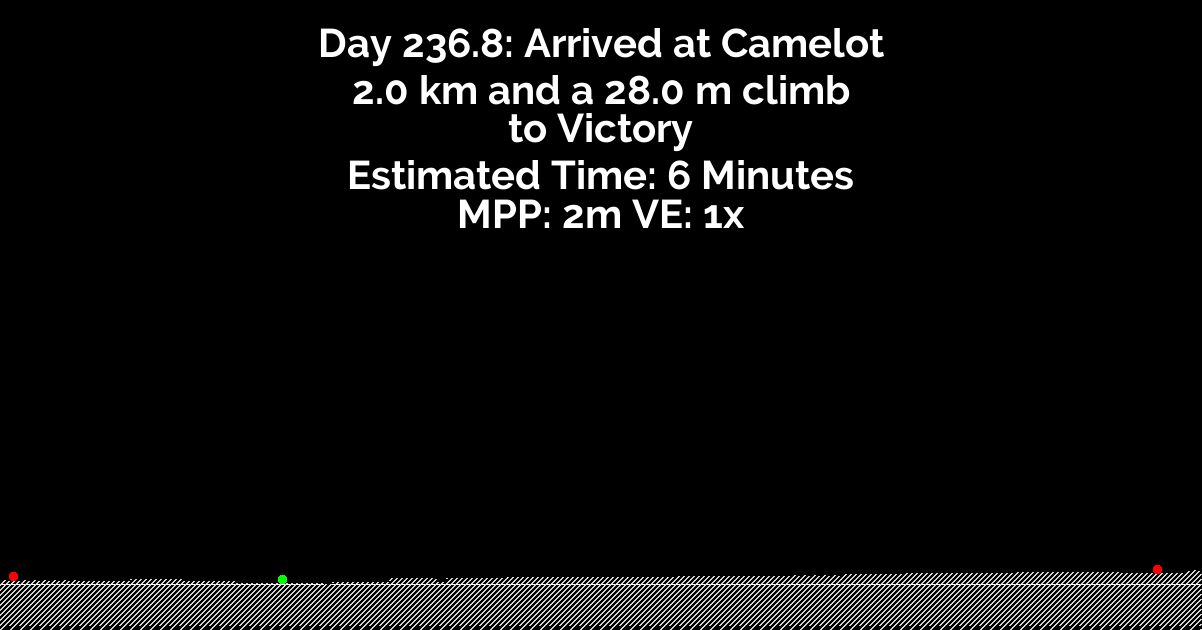 Day 236.8: Arrived at Camelot
2.0 km and a 28.0 m climb
to Victory
Estimated Time: 6 Minutes
MPP: 2m VE: 1x